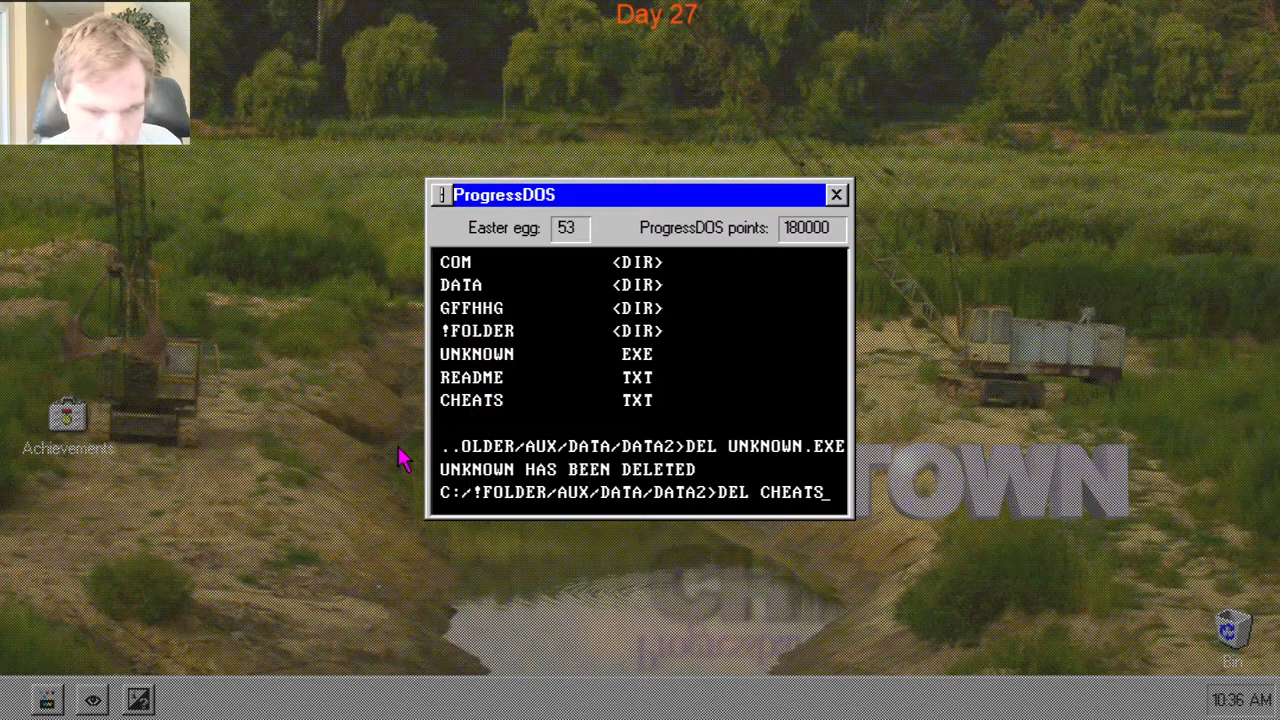 Day 27
ProgressDOS
Easter egg: 53 ProgressDOS points: 180000
COM <DIR>
DATA <DIR>
GFFHHG <DIR>
!FOLDER <DIR>
UNKNOWN EXE
README TXT
CHEATS TXT
..OLDER/AUX/DATA/DATA2>DEL UNKNOWN.EXE
UNKNOWN HAS BEEN DELETED
C:/!FOLDER/AUX/DATA/DATA2>DEL CHEATS_
Achievements
TOWN
Bin
10:36 AM